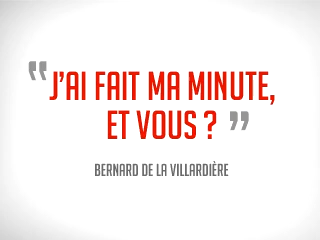 “J’AI FAIT MA MINUTE,
ET VOUS ?”
BERNARD DE LA VILLARDIÈRE